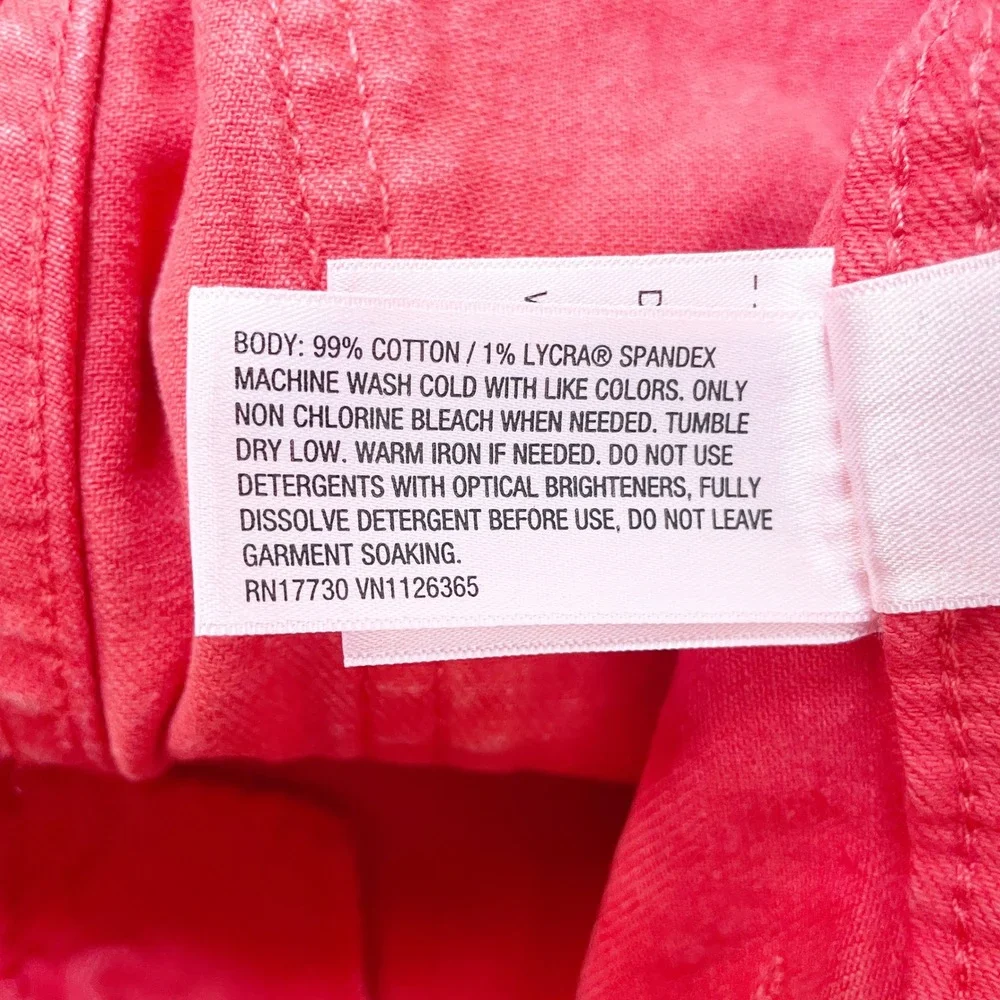 BODY: 99% COTTON / 1% LYCRA® SPANDEX
MACHINE WASH COLD WITH LIKE COLORS. ONLY
NON CHLORINE BLEACH WHEN NEEDED. TUMBLE
DRY LOW. WARM IRON IF NEEDED. DO NOT USE
DETERGENTS WITH OPTICAL BRIGHTENERS, FULLY
DISSOLVE DETERGENT BEFORE USE, DO NOT LEAVE
GARMENT SOAKING.
RN17730 VN1126365